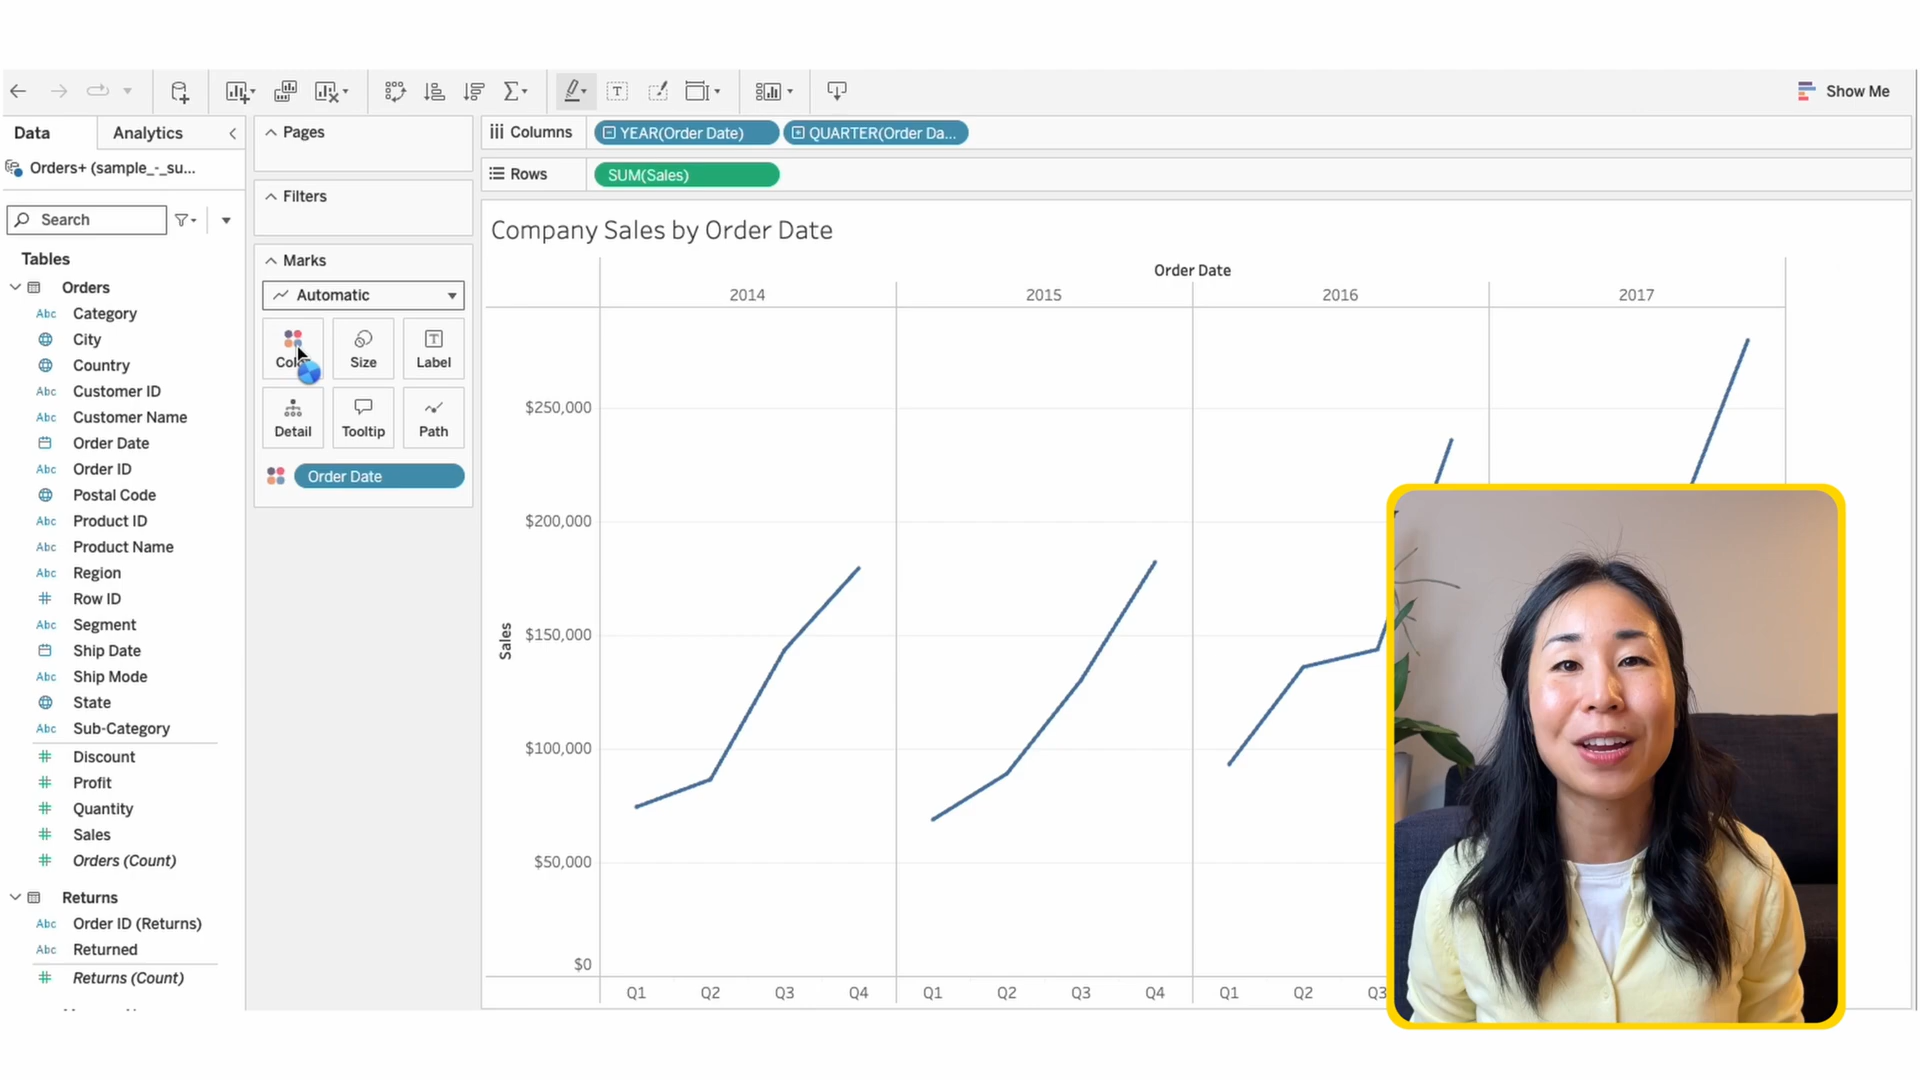 Show Me
Data
Analytics
Orders+ (sample_-_su...
Search
Tables
Orders
Abc Category
City
Country
Abc Customer ID
Abc Customer Name
Order Date
Abc Order ID
Postal Code
Abc Product ID
Abc Product Name
Abc Region
Row ID
Abc Segment
Ship Date
Abc Ship Mode
State
Abc Sub-Category
Discount
Profit
Quantity
Sales
Orders (Count)
Returns
Abc Order ID (Returns)
Abc Returned
Returns (Count)
Pages
Filters
Marks
Automatic
Size
Label
Detail
Tooltip
Path
Order Date
Columns
YEAR(Order Date)
QUARTER(Order Da...
Rows
SUM(Sales)
Company Sales by Order Date
Order Date
2014 2015 2016 2017
Sales
$250,000
$200,000
$150,000
$100,000
$50,000
$0
Q1 Q2 Q3 Q4 Q1 Q2 Q3 Q4 Q1 Q2 Q3